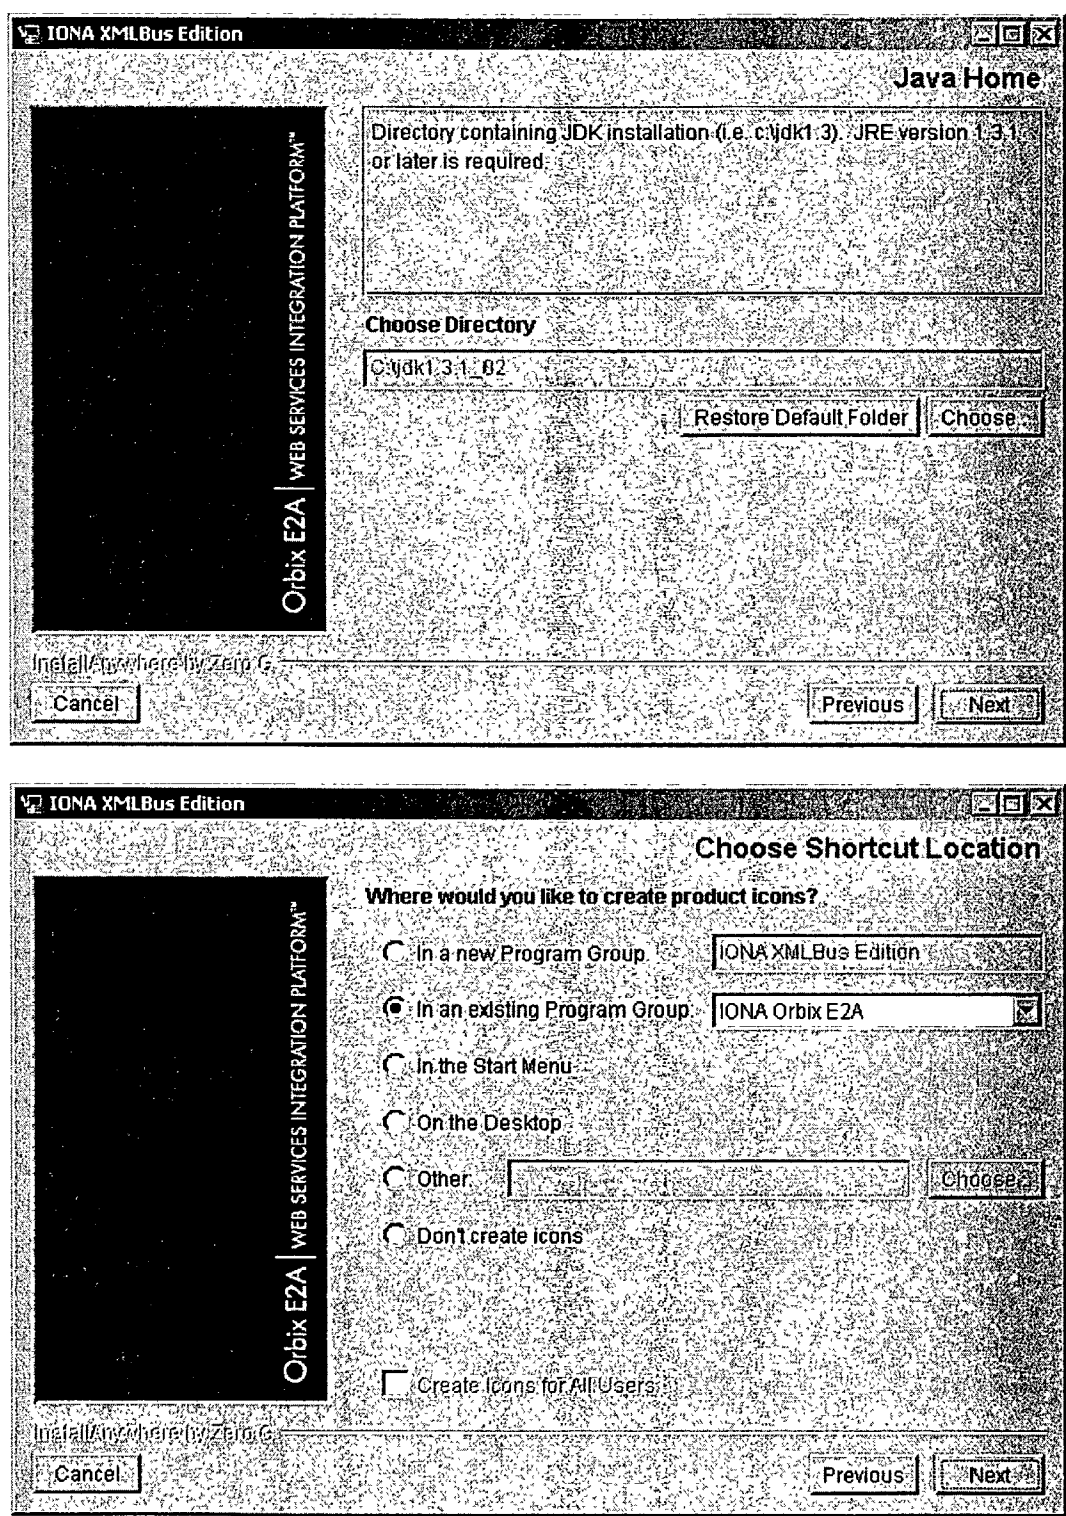 IONA XMLBus Edition
Java Home
Directory containing JDK installation (i.e. c:\jdk1.3). JRE version 1.3.1
or later is required.
Orbix E2A | WEB SERVICES INTEGRATION PLATFORM™
Choose Directory
C:\jdk1.3.1_02
Restore Default Folder
Choose...
InstallAnywhere by Zero G
Cancel
Previous
Next
IONA XMLBus Edition
Choose Shortcut Location
Where would you like to create product icons?
In a new Program Group:
IONA XMLBus Edition
In an existing Program Group:
IONA Orbix E2A
In the Start Menu
On the Desktop
Other:
Choose...
Don't create icons
Orbix E2A | WEB SERVICES INTEGRATION PLATFORM™
Create Icons for All Users
InstallAnywhere by Zero G
Cancel
Previous
Next